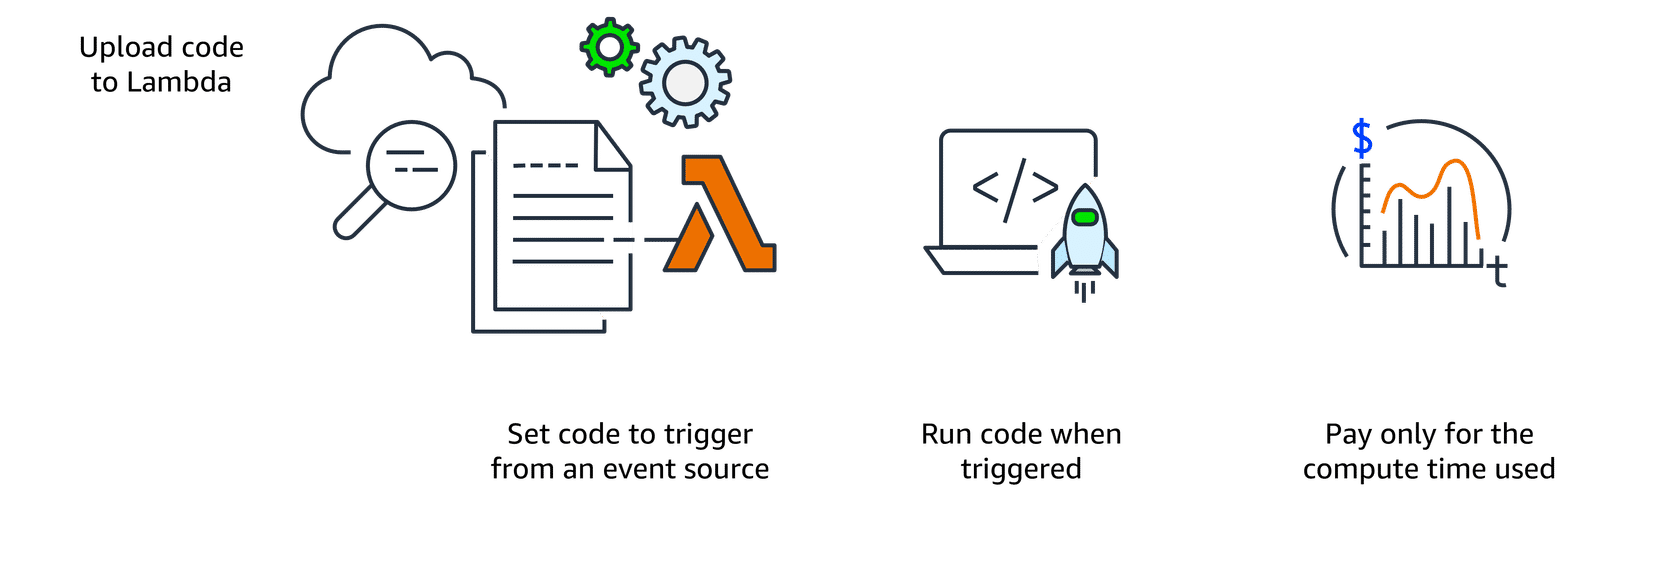 Upload code
to Lambda
$
</>
t
Set code to trigger
from an event source
Run code when
triggered
Pay only for the
compute time used